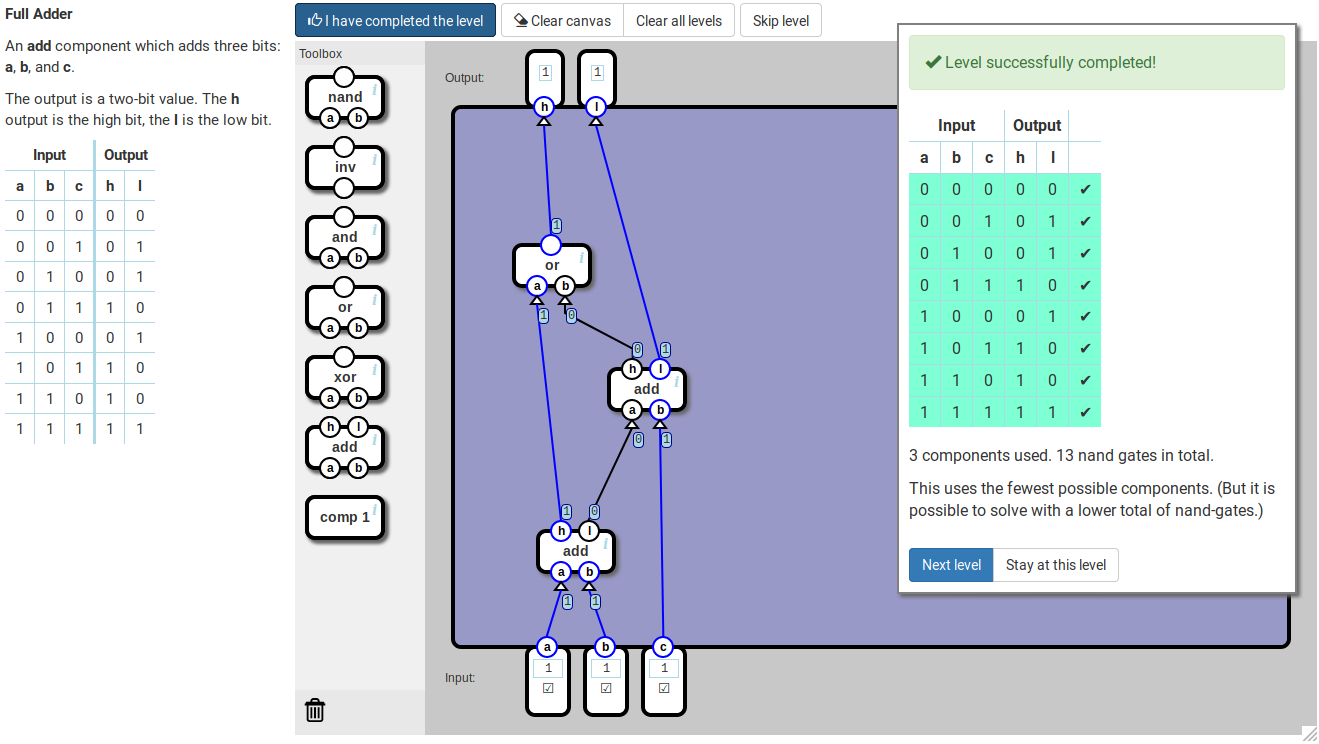 Full Adder
An add component which adds three bits:
a, b, and c.
The output is a two-bit value. The h
output is the high bit, the l is the low bit.
Input Output
a b c h l
0 0 0 0 0
0 0 1 0 1
0 1 0 0 1
0 1 1 1 0
1 0 0 0 1
1 0 1 1 0
1 1 0 1 0
1 1 1 1 1
I have completed the level
Clear canvas
Clear all levels
Skip level
Toolbox
nand i
a b
inv i
and i
a b
or i
a b
xor i
a b
h l
add i
a b
comp 1 i
Output:
1 1
h l
1
or i
a b
1 0
0 1
h l
add i
a b
0 1
1 0
h l
add i
a b
1 1
a b c
Input:
1 1 1
Level successfully completed!
Input Output
a b c h l
0 0 0 0 0 ✔
0 0 1 0 1 ✔
0 1 0 0 1 ✔
0 1 1 1 0 ✔
1 0 0 0 1 ✔
1 0 1 1 0 ✔
1 1 0 1 0 ✔
1 1 1 1 1 ✔
3 components used. 13 nand gates in total.
This uses the fewest possible components. (But it is
possible to solve with a lower total of nand-gates.)
Next level
Stay at this level